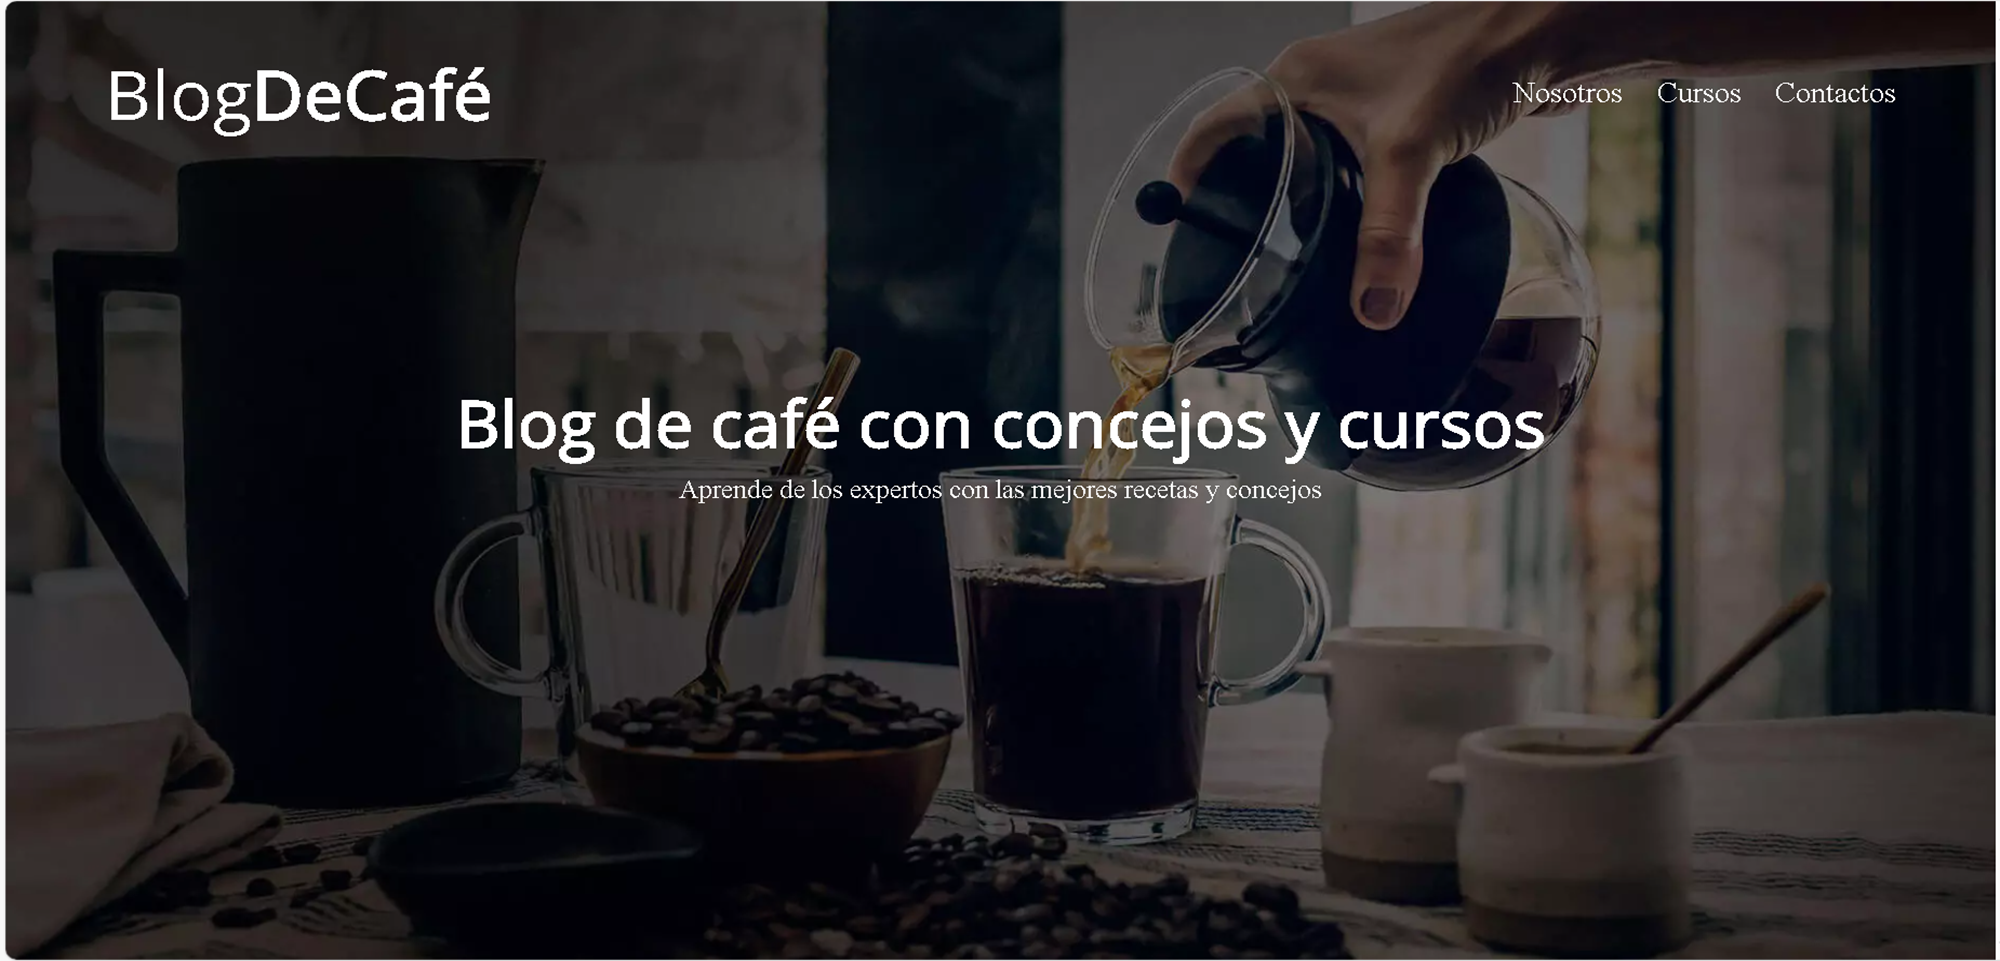 BlogDeCafé
Nosotros Cursos Contactos
Blog de café con concejos y cursos
Aprende de los expertos con las mejores recetas y concejos